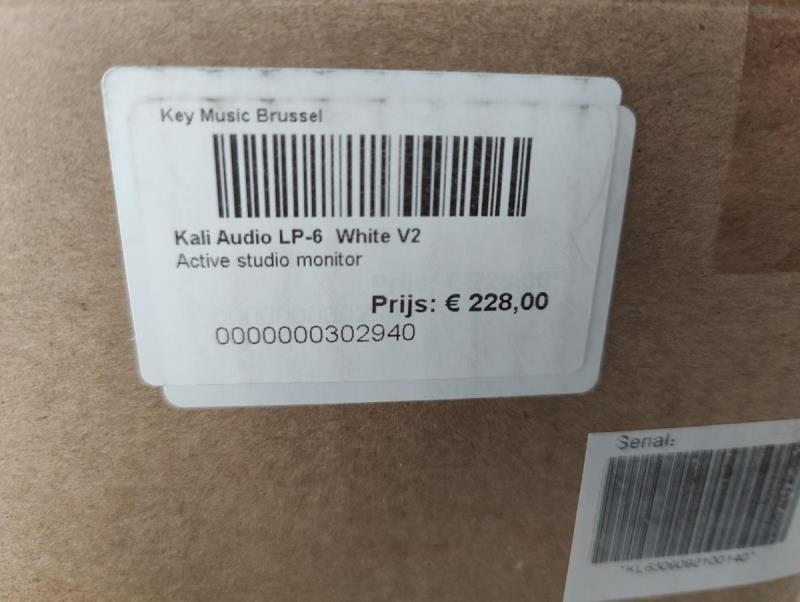 Key Music Brussel
Kali Audio LP-6 White V2
Active studio monitor
Prijs: € 228,00
0000000302940
Serial: